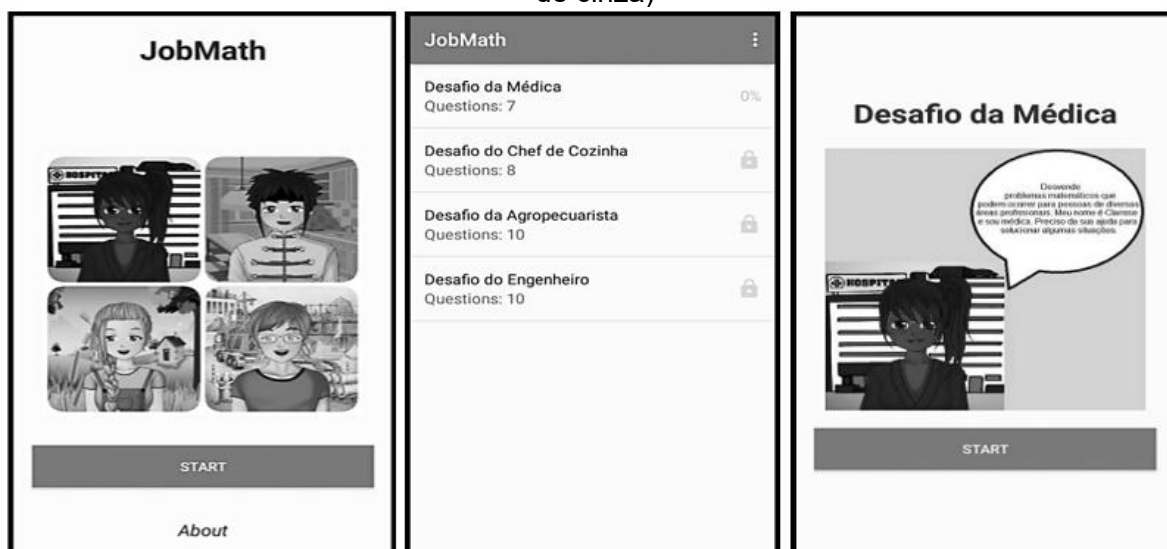 JobMath
HOSPITA
START
About
JobMath
Desafio da Médica
Questions: 7
0%
Desafio do Chef de Cozinha
Questions: 8
Desafio da Agropecuarista
Questions: 10
Desafio do Engenheiro
Questions: 10
Desafio da Médica
Desvende
problemas matemáticos que
podem ocorrer para pessoas de diversas
áreas profissionais. Meu nome é Clarisse
e sou médica. Preciso da sua ajuda para
solucionar algumas situações.
HOSPITA
START